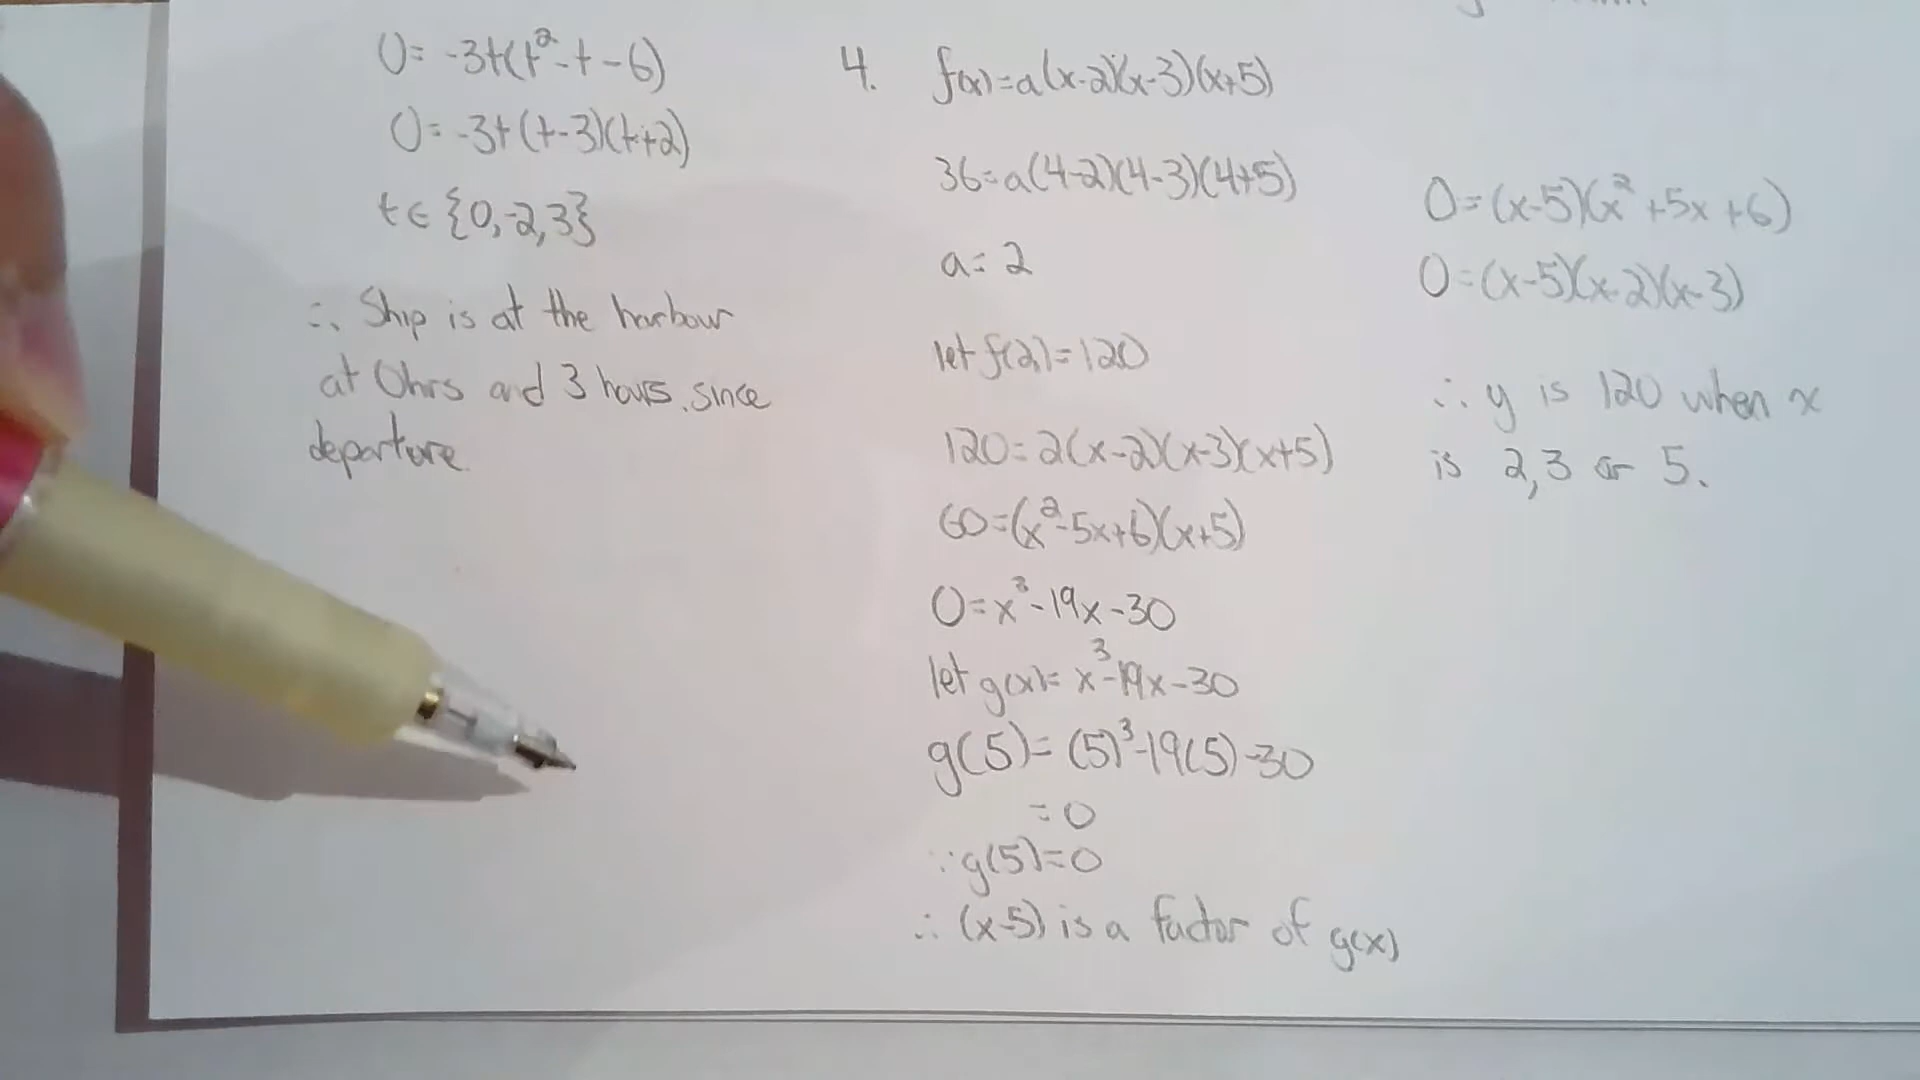 0= -3t(t²-t-6)
0= -3t(t-3)(t+2)
t∈{0,-2,3}
∴ Ship is at the harbour
at 0hrs and 3 hours since
departure.
4. f(x)=a(x-2)(x-3)(x+5)
36=a(4-2)(4-3)(4+5)
a=2
let f(2)=120
120=2(x-2)(x-3)(x+5)
60=(x²-5x+6)(x+5)
0=x³-19x-30
let g(x)= x³-19x-30
g(5)= (5)³-19(5)-30
=0
∵g(5)=0
∴ (x-5) is a factor of g(x)
0=(x-5)(x²+5x+6)
0=(x-5)(x-2)(x-3)
∴ y is 120 when x
is 2,3 or 5.